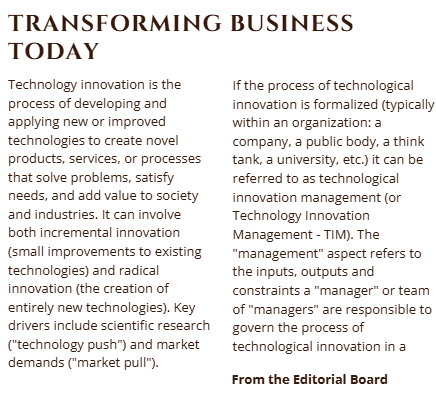 TRANSFORMING BUSINESS
TODAY
Technology innovation is the
process of developing and
applying new or improved
technologies to create novel
products, services, or processes
that solve problems, satisfy
needs, and add value to society
and industries. It can involve
both incremental innovation
(small improvements to existing
technologies) and radical
innovation (the creation of
entirely new technologies). Key
drivers include scientific research
("technology push") and market
demands ("market pull").
If the process of technological
innovation is formalized (typically
within an organization: a
company, a public body, a think
tank, a university, etc.) it can be
referred to as technological
innovation management (or
Technology Innovation
Management - TIM). The
"management" aspect refers to
the inputs, outputs and
constraints a "manager" or team
of "managers" are responsible to
govern the process of
technological innovation in a
From the Editorial Board